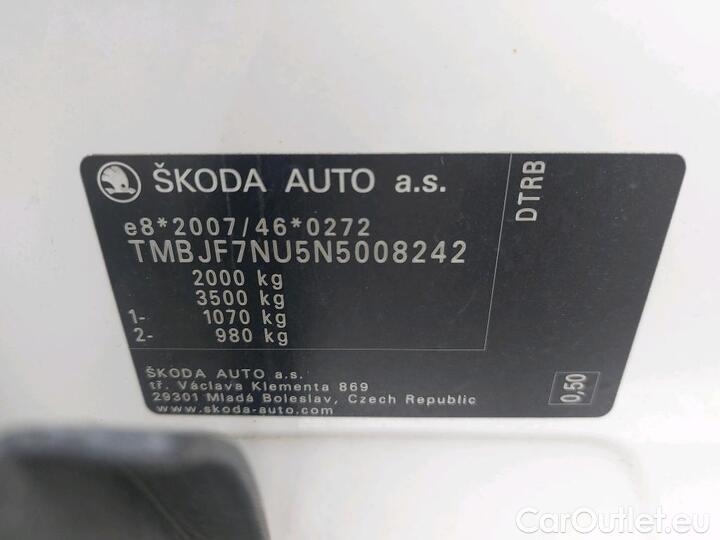 ŠKODA AUTO a.s.
DTRB
e8*2007/46*0272
TMBJF7NU5N5008242
2000 kg
3500 kg
1- 1070 kg
2- 980 kg
ŠKODA AUTO a.s.
tř. Václava Klementa 869
29301 Mladá Boleslav, Czech Republic
www.skoda-auto.com
0,50
CarOutlet.eu